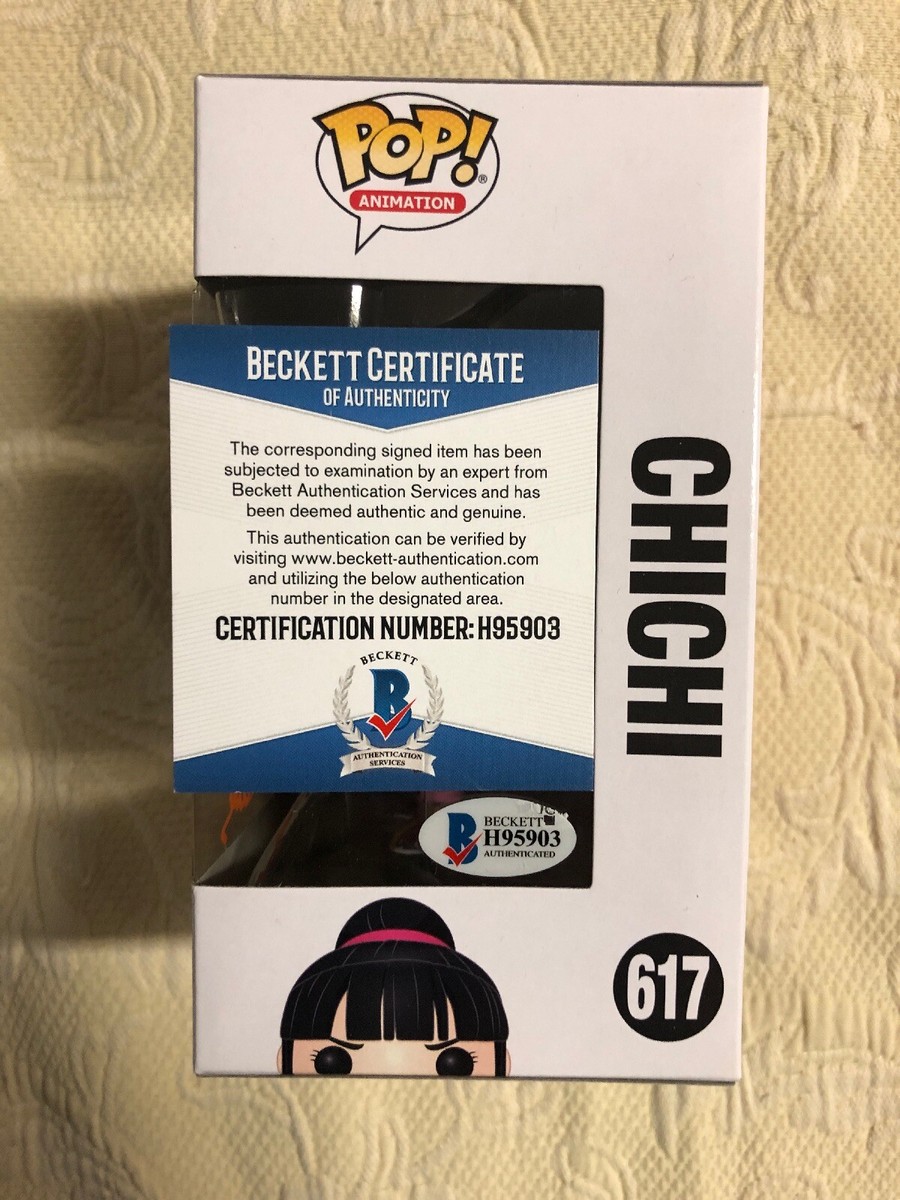 POP!®
ANIMATION
BECKETT CERTIFICATE
OF AUTHENTICITY
The corresponding signed item has been
subjected to examination by an expert from
Beckett Authentication Services and has
been deemed authentic and genuine.
This authentication can be verified by
visiting www.beckett-authentication.com
and utilizing the below authentication
number in the designated area.
CERTIFICATION NUMBER: H95903
BECKETT
B
AUTHENTICATION
SERVICES
CHICHI
B
BECKETT
H95903
AUTHENTICATED
617